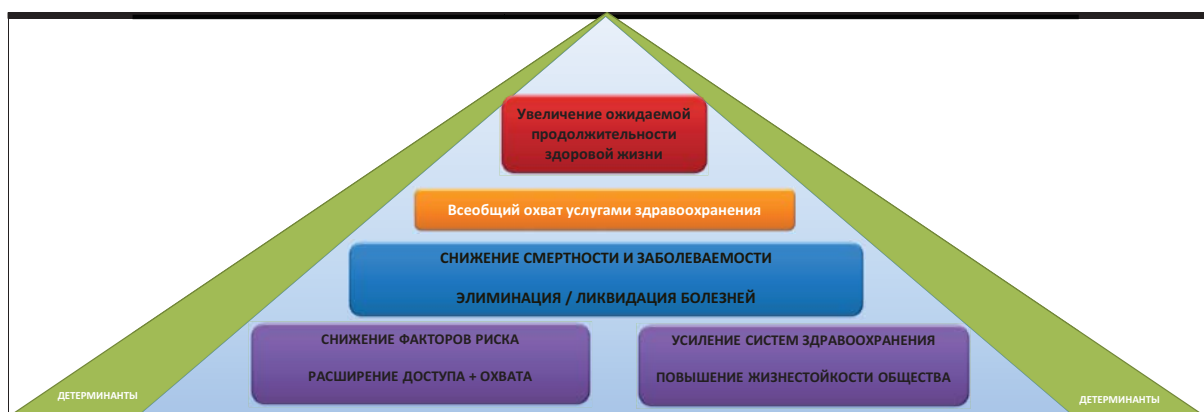 Увеличение ожидаемой
продолжительности
здоровой жизни
Всеобщий охват услугами здравоохранения
СНИЖЕНИЕ СМЕРТНОСТИ И ЗАБОЛЕВАЕМОСТИ
ЭЛИМИНАЦИЯ / ЛИКВИДАЦИЯ БОЛЕЗНЕЙ
СНИЖЕНИЕ ФАКТОРОВ РИСКА
РАСШИРЕНИЕ ДОСТУПА + ОХВАТА
УСИЛЕНИЕ СИСТЕМ ЗДРАВООХРАНЕНИЯ
ПОВЫШЕНИЕ ЖИЗНЕСТОЙКОСТИ ОБЩЕСТВА
ДЕТЕРМИНАНТЫ
ДЕТЕРМИНАНТЫ